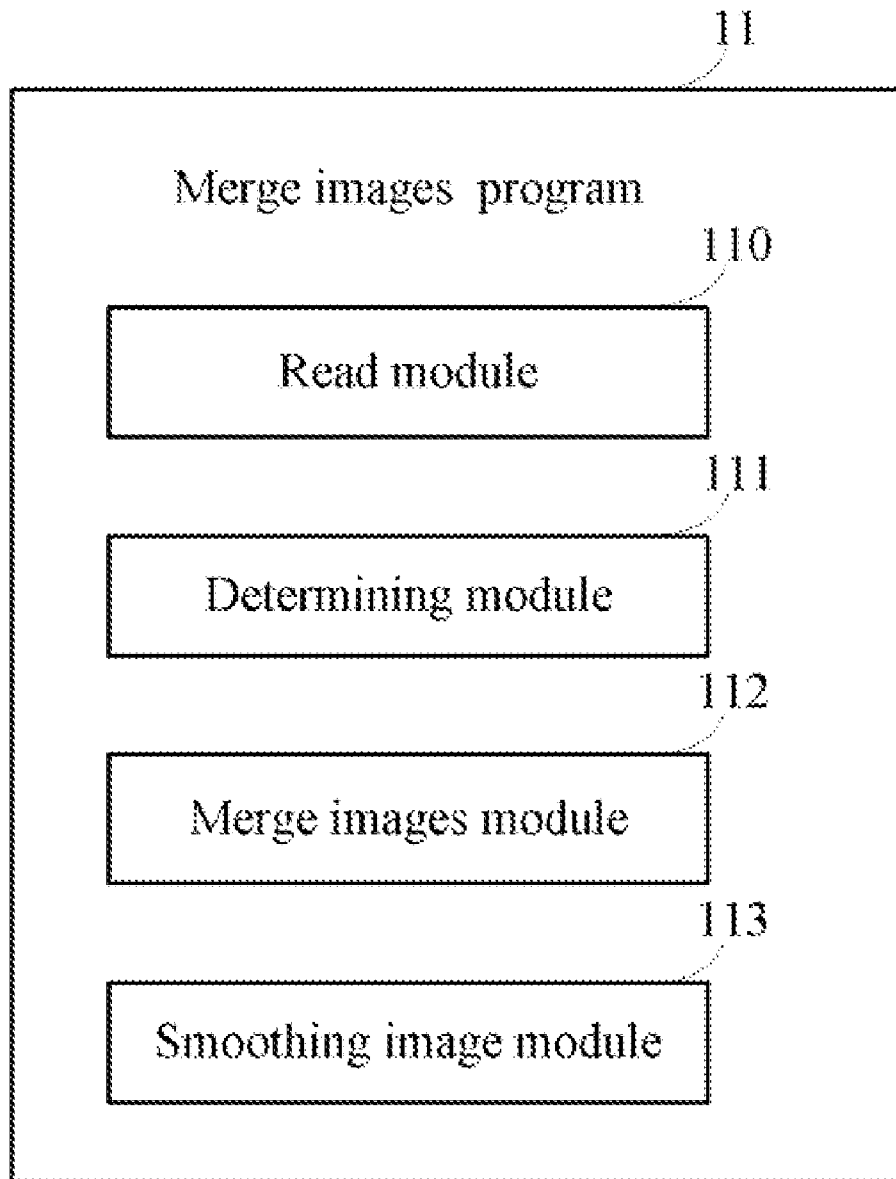 11
Merge images program
110
Read module
111
Determining module
112
Merge images module
113
Smoothing image module